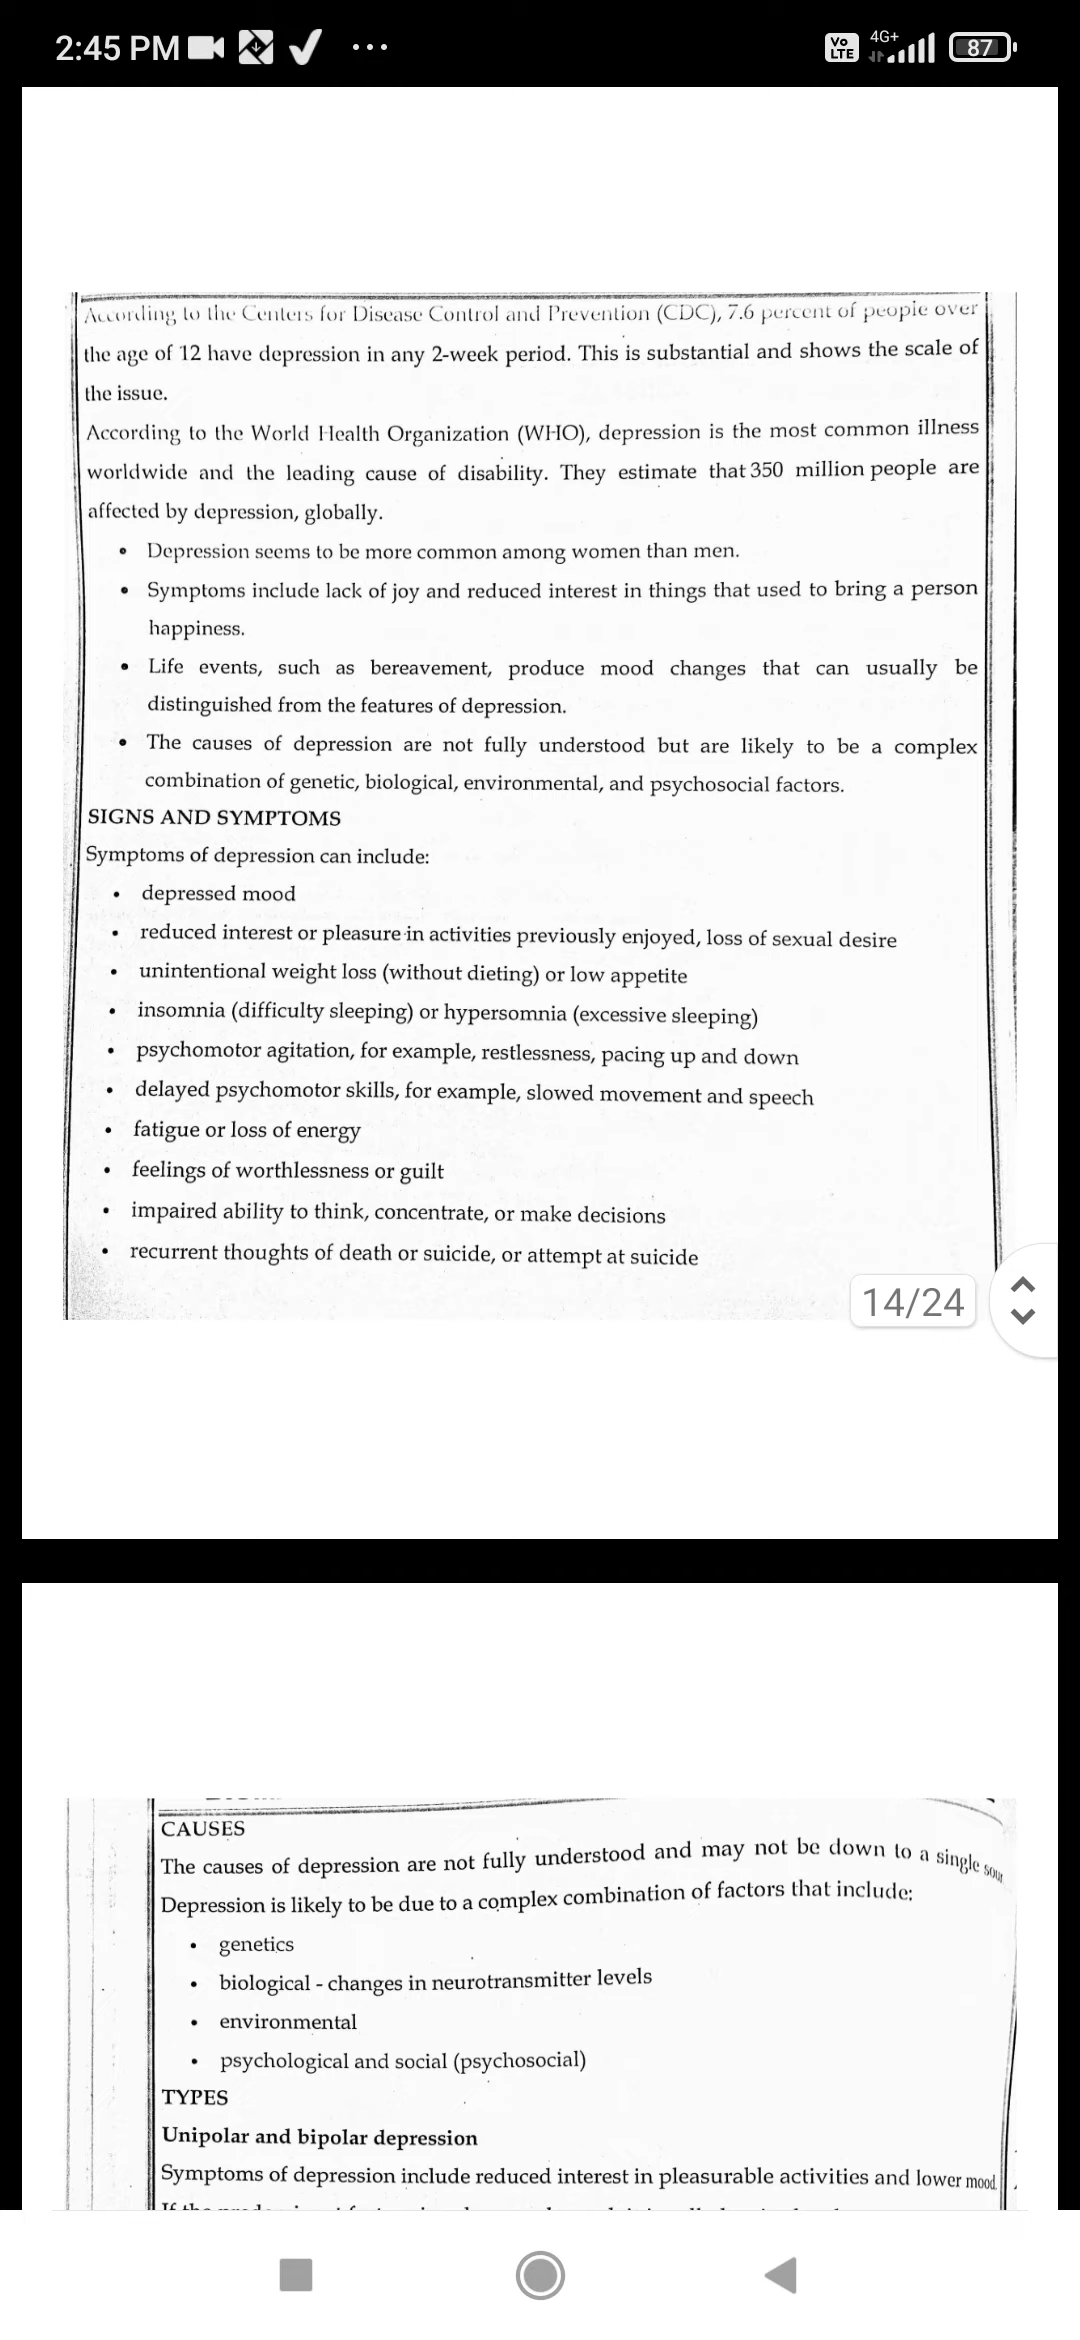 2:45 PM ...
Vo LTE 4G+ 87
According to the Centers for Disease Control and Prevention (CDC), 7.6 percent of people over
the age of 12 have depression in any 2-week period. This is substantial and shows the scale of
the issue.
According to the World Health Organization (WHO), depression is the most common illness
worldwide and the leading cause of disability. They estimate that 350 million people are
affected by depression, globally.
• Depression seems to be more common among women than men.
• Symptoms include lack of joy and reduced interest in things that used to bring a person
happiness.
• Life events, such as bereavement, produce mood changes that can usually be
distinguished from the features of depression.
• The causes of depression are not fully understood but are likely to be a complex
combination of genetic, biological, environmental, and psychosocial factors.
SIGNS AND SYMPTOMS
Symptoms of depression can include:
• depressed mood
• reduced interest or pleasure in activities previously enjoyed, loss of sexual desire
• unintentional weight loss (without dieting) or low appetite
• insomnia (difficulty sleeping) or hypersomnia (excessive sleeping)
• psychomotor agitation, for example, restlessness, pacing up and down
• delayed psychomotor skills, for example, slowed movement and speech
• fatigue or loss of energy
• feelings of worthlessness or guilt
• impaired ability to think, concentrate, or make decisions
• recurrent thoughts of death or suicide, or attempt at suicide
14/24
CAUSES
The causes of depression are not fully understood and may not be down to a single
Depression is likely to be due to a complex combination of factors that include:
• genetics
• biological - changes in neurotransmitter levels
• environmental
• psychological and social (psychosocial)
TYPES
Unipolar and bipolar depression
Symptoms of depression include reduced interest in pleasurable activities and lower mood.